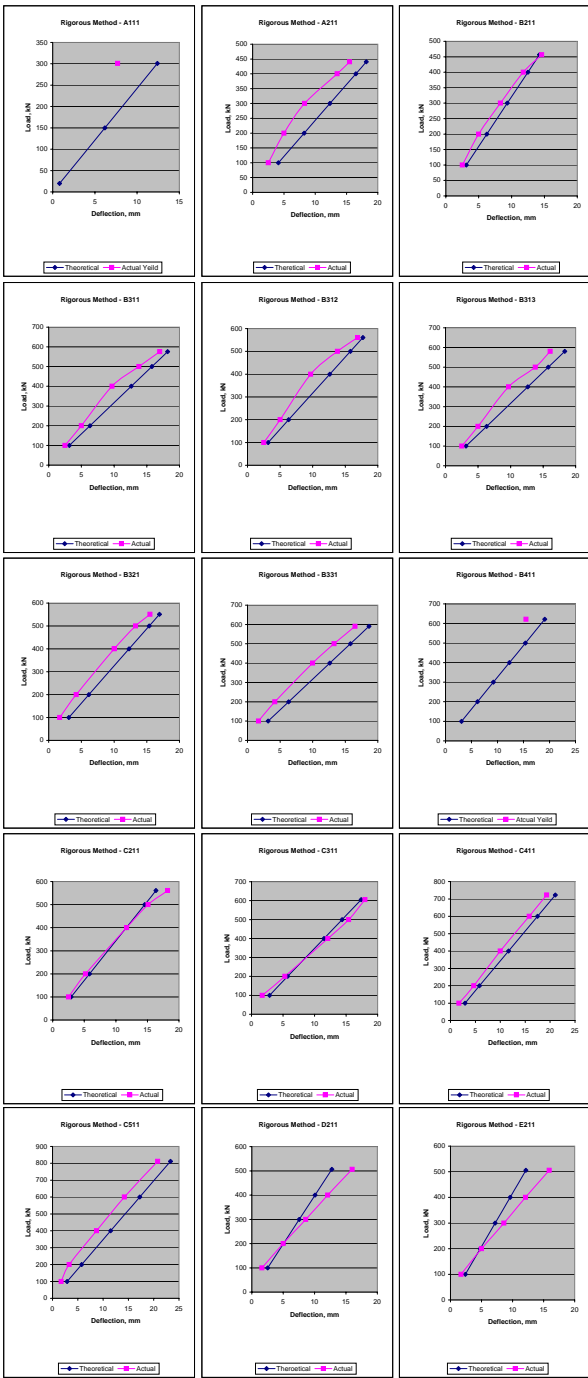 Rigorous Method - A111
350
300
250
200
150
100
50
0
Load, kN
0 5 10 15
Deflection, mm
Theoretical Actual Yeild
Rigorous Method - A211
500
450
400
350
300
250
200
150
100
50
0
Load, kN
0 5 10 15 20
Deflection, mm
Theoretical Actual
Rigorous Method - B211
500
450
400
350
300
250
200
150
100
50
0
Load, kN
0 5 10 15 20
Deflection, mm
Theoretical Actual
Rigorous Method - B311
700
600
500
400
300
200
100
0
Load, kN
0 5 10 15 20
Deflection, mm
Theoretical Actual
Rigorous Method - B312
600
500
400
300
200
100
0
Load, kN
0 5 10 15 20
Deflection, mm
Theoretical Actual
Rigorous Method - B313
700
600
500
400
300
200
100
0
Load, kN
0 5 10 15 20
Deflection, mm
Theoretical Actual
Rigorous Method - B321
600
500
400
300
200
100
0
Load, kN
0 5 10 15 20
Deflection, mm
Theoretical Actual
Rigorous Method - B331
700
600
500
400
300
200
100
0
Load, kN
0 5 10 15 20
Deflection, mm
Theoretical Actual
Rigorous Method - B411
700
600
500
400
300
200
100
0
Load, kN
0 5 10 15 20 25
Deflection, mm
Theoretical Atcual Yeild
Rigorous Method - C211
600
500
400
300
200
100
0
Load, kN
0 5 10 15 20
Deflection, mm
Theoretical Actual
Rigorous Method - C311
700
600
500
400
300
200
100
0
Load, kN
0 5 10 15 20
Deflection, mm
Theoretical Actual
Rigorous Method - C411
800
700
600
500
400
300
200
100
0
Load, kN
0 5 10 15 20 25
Deflection, mm
Theoretical Actual
Rigorous Method - C511
900
800
700
600
500
400
300
200
100
0
Load, kN
0 5 10 15 20 25
Deflection, mm
Theoretical Actual
Rigorous Method - D211
600
500
400
300
200
100
0
Load, kN
0 5 10 15 20
Deflection, mm
Theroetical Actual
Rigorous Method - E211
600
500
400
300
200
100
0
Load, kN
0 5 10 15 20
Deflection, mm
Theoretical Actual